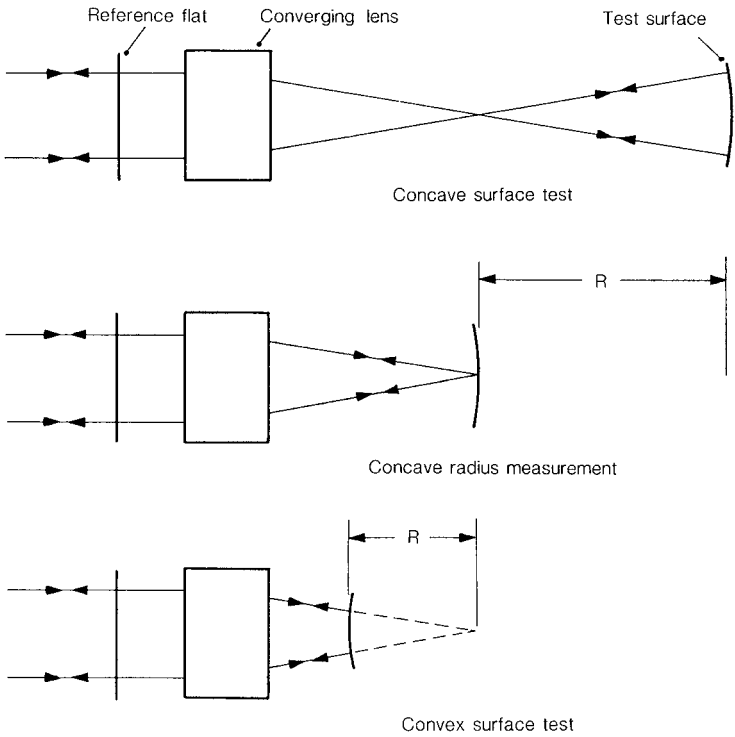 Reference flat
Converging lens
Test surface
Concave surface test
R
Concave radius measurement
R
Convex surface test